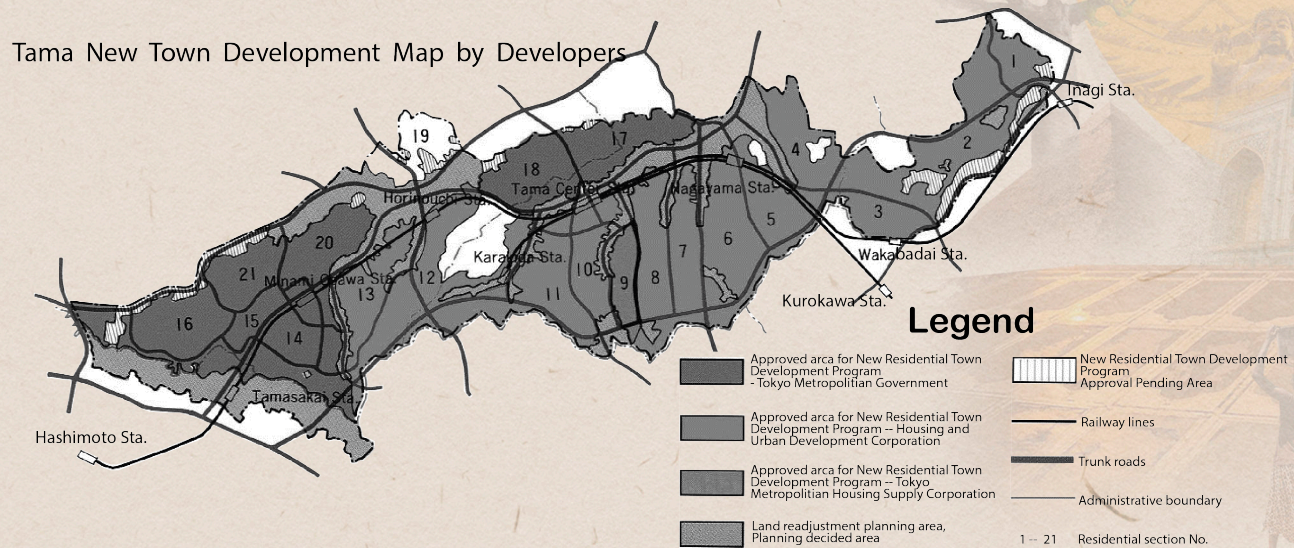 Tama New Town Development Map by Developers
1
Inagi Sta.
19
17
2
4
18
Tama Center Sta.
Nagayama Sta.
Horinouchi Sta.
3
5
20
6
Wakabadai Sta.
7
Sta.
21
Minami Osawa Sta.
12
10
9
8
13
11
Kurokawa Sta.
16
15
14
Tamasakai Sta.
Hashimoto Sta.
Legend
Approved arca for New Residential Town
Development Program
- Tokyo Metropolitian Government
Approved arca for New Residential Town
Development Program -- Housing and
Urban Development Corporation
Approved arca for New Residential Town
Development Program -- Tokyo
Metropolitian Housing Supply Corporation
Land readjustment planning area,
Planning decided area
New Residential Town Development
Program
Approval Pending Area
Railway lines
Trunk roads
Administrative boundary
1 -- 21 Residential section No.